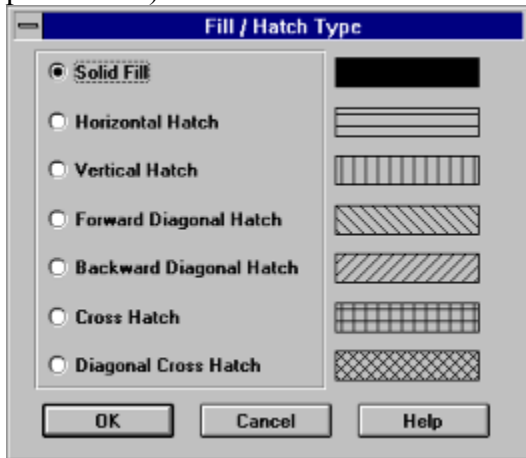 Fill / Hatch Type
Solid Fill
Horizontal Hatch
Vertical Hatch
Forward Diagonal Hatch
Backward Diagonal Hatch
Cross Hatch
Diagonal Cross Hatch
OK Cancel Help